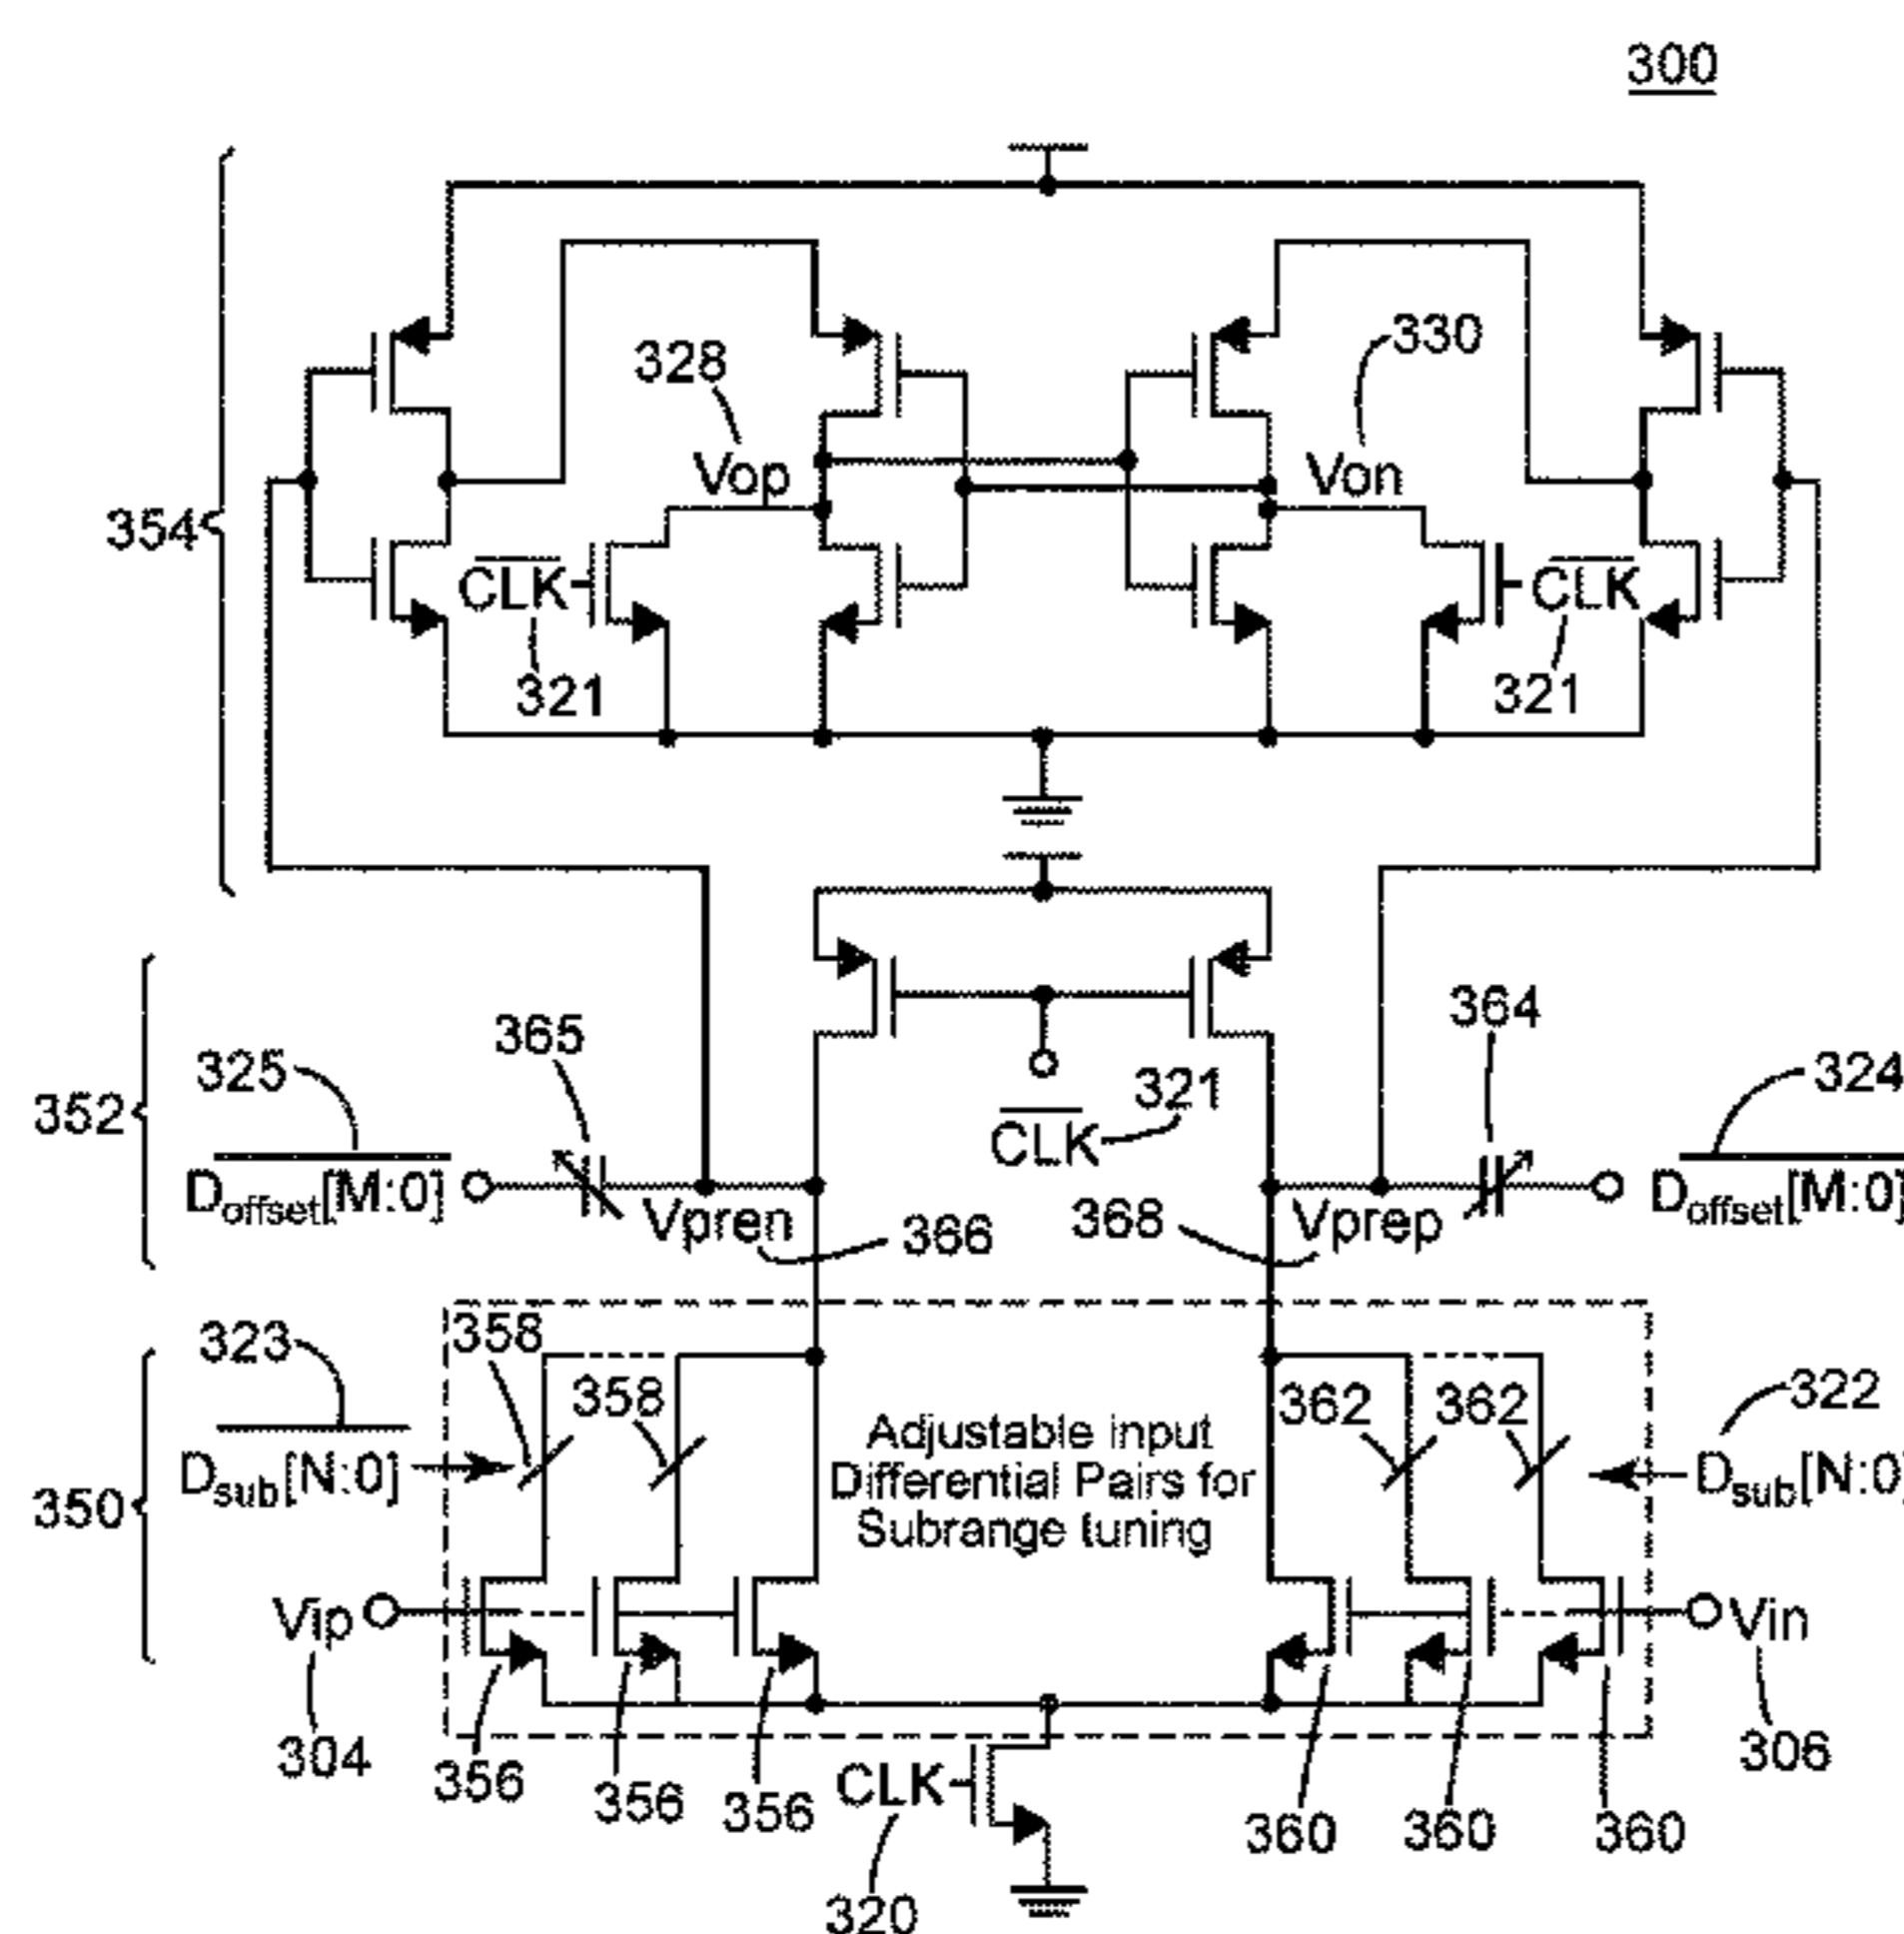 300
328
330
Vop
Von
354
CLK
CLK
321
321
364
365
325
324
321
352
CLK
Doffset[M:0]
Doffset[M:0]
Vpren
366
368
Vprep
323
358
322
358
362
362
Adjustable input
Differential Pairs for
Subrange tuning
Dsub[N:0]
Dsub[N:0]
350
Vip
Vin
304
306
356
356
356
CLK
360
360
360
320